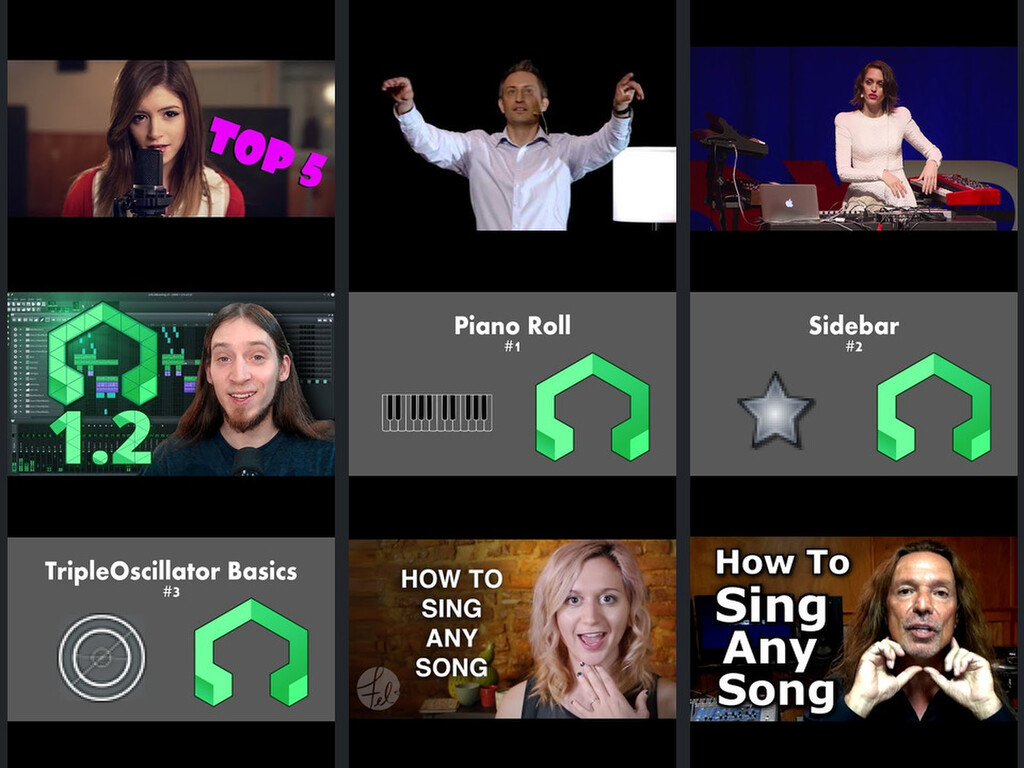 TOP 5
1.2
Piano Roll
#1
Sidebar
#2
TripleOscillator Basics
#3
HOW TO
SING
ANY
SONG
How To
Sing
Any
Song